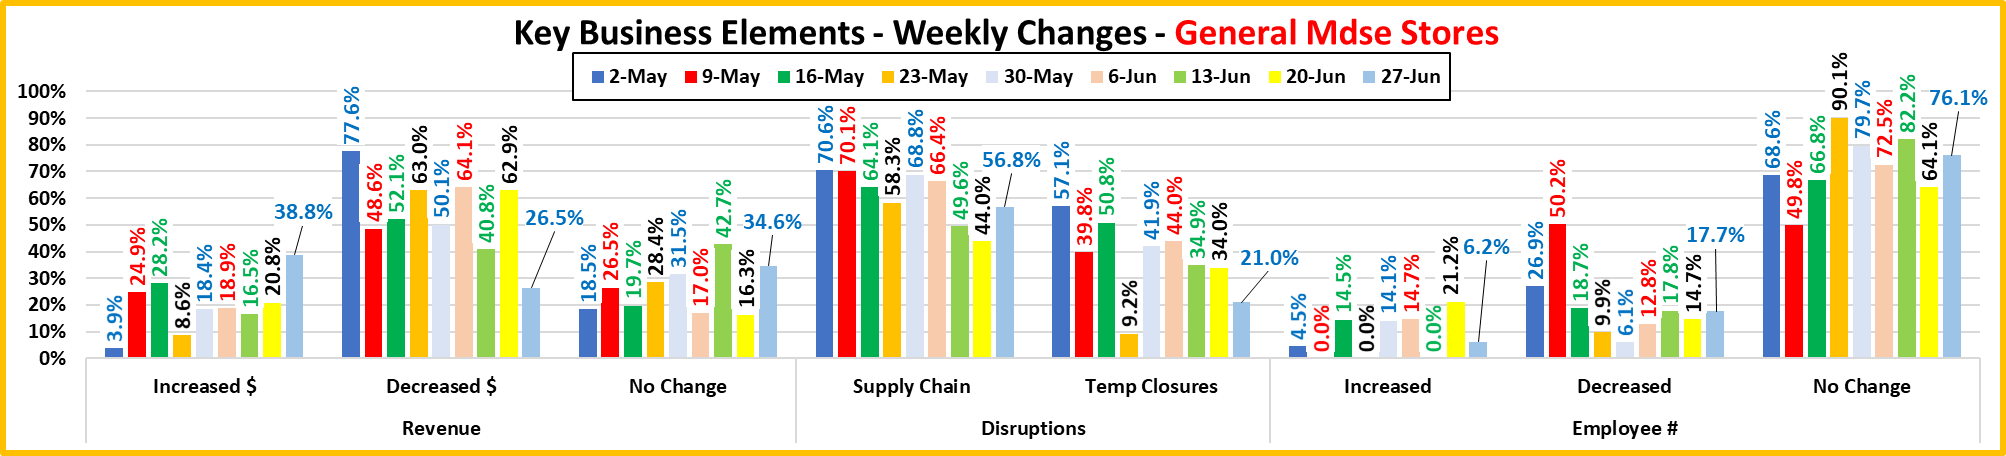 Key Business Elements - Weekly Changes - General Mdse Stores
2-May 9-May 16-May 23-May 30-May 6-Jun 13-Jun 20-Jun 27-Jun
100%
90%
80%
70%
60%
50%
40%
30%
20%
10%
0%
3.9% 24.9% 28.2% 8.6% 18.4% 18.9% 16.5% 20.8% 38.8%
77.6% 48.6% 52.1% 63.0% 50.1% 64.1% 40.8% 62.9% 26.5%
18.5% 26.5% 19.7% 28.4% 31.5% 17.0% 42.7% 16.3% 34.6%
70.6% 70.1% 64.1% 58.3% 68.8% 66.4% 49.6% 44.0% 56.8%
57.1% 39.8% 50.8% 9.2% 41.9% 44.0% 34.9% 34.0% 21.0%
4.5% 0.0% 14.5% 0.0% 14.1% 14.7% 0.0% 21.2% 6.2%
26.9% 50.2% 18.7% 9.9% 6.1% 12.8% 17.8% 14.7% 17.7%
68.6% 49.8% 66.8% 90.1% 79.7% 72.5% 82.2% 64.1% 76.1%
Increased $ Decreased $ No Change Supply Chain Temp Closures Increased Decreased No Change
Revenue Disruptions Employee #